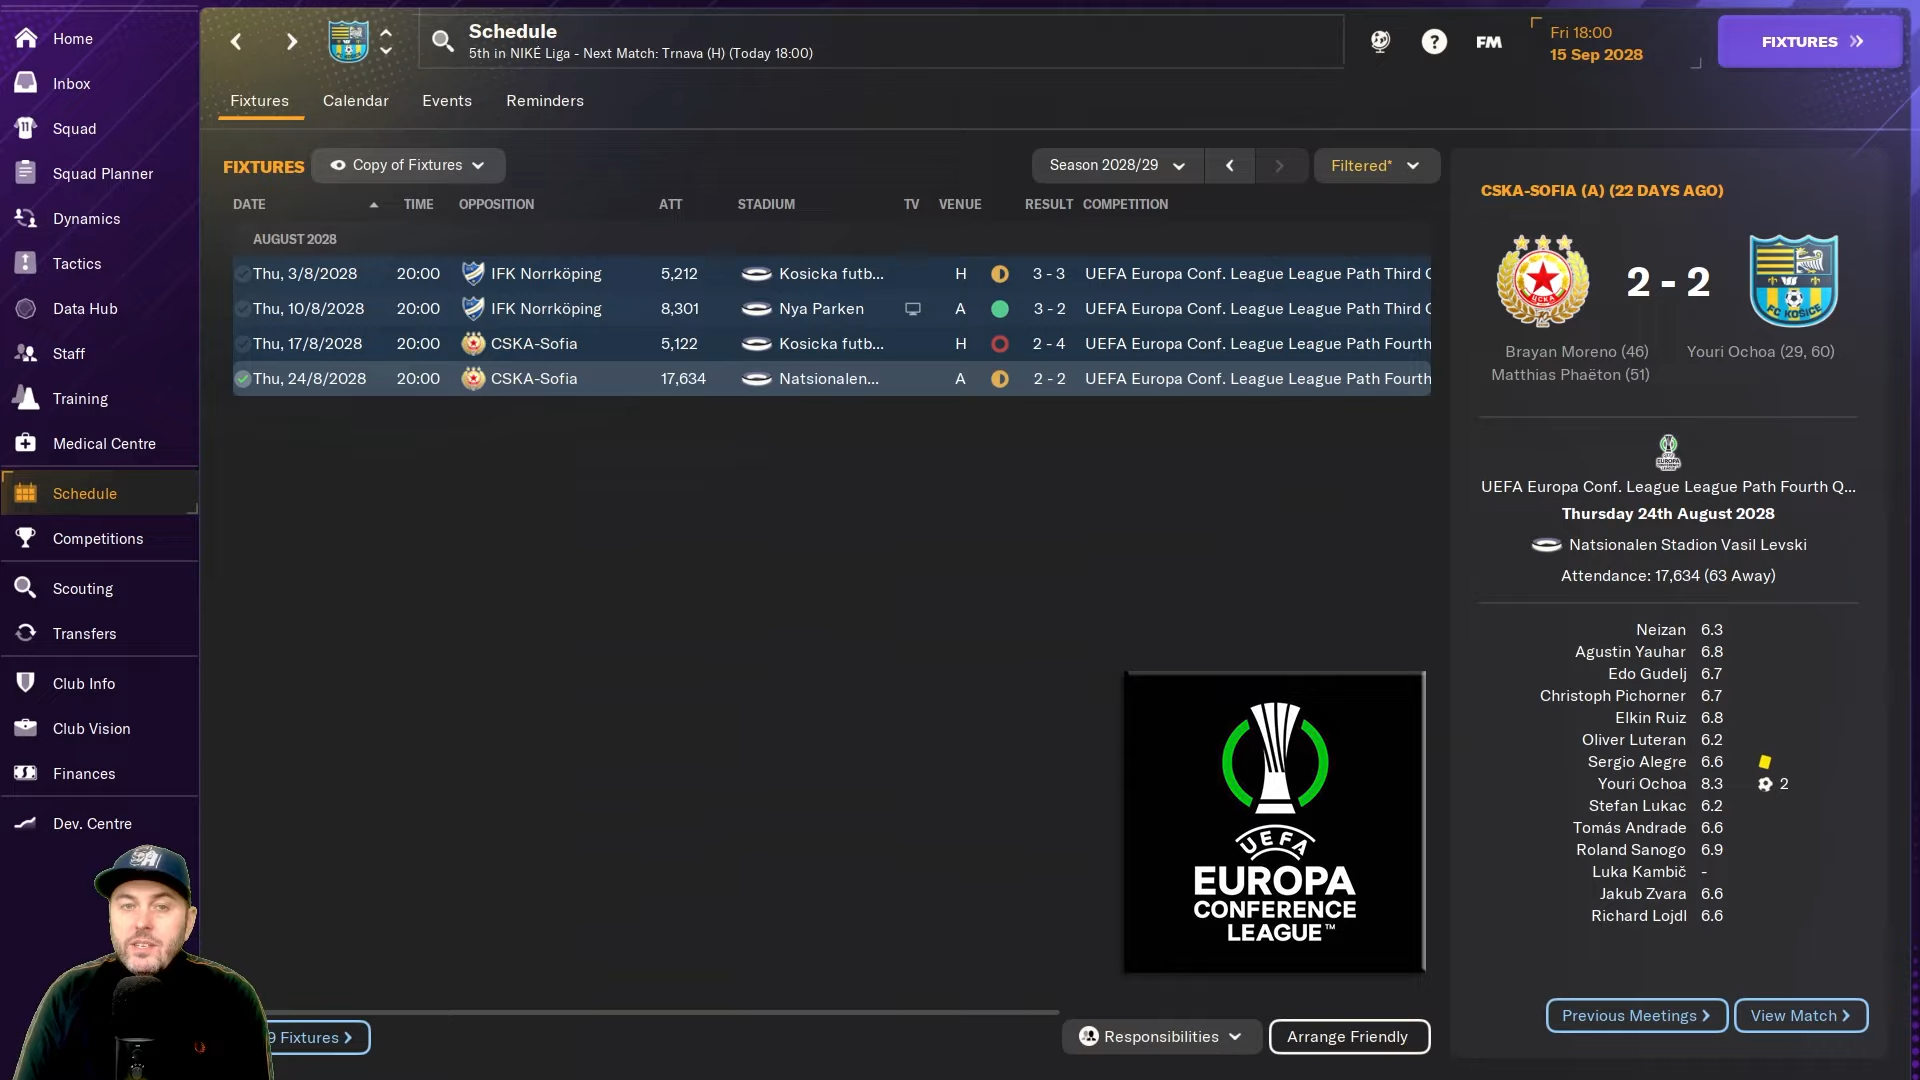 Home
Inbox
Squad
Squad Planner
Dynamics
Tactics
Data Hub
Staff
Training
Medical Centre
Schedule
Competitions
Scouting
Transfers
Club Info
Club Vision
Finances
Dev. Centre
Schedule
5th in NIKÉ Liga - Next Match: Trnava (H) (Today 18:00)
?
FM
Fri 18:00
15 Sep 2028
FIXTURES
Fixtures
Calendar
Events
Reminders
FIXTURES
Copy of Fixtures
Season 2028/29
Filtered*
DATE TIME OPPOSITION ATT STADIUM TV VENUE RESULT COMPETITION
AUGUST 2028
Thu, 3/8/2028 20:00 IFK Norrköping 5,212 Kosicka futb... H 3 - 3 UEFA Europa Conf. League League Path Third
Thu, 10/8/2028 20:00 IFK Norrköping 8,301 Nya Parken A 3 - 2 UEFA Europa Conf. League League Path Third
Thu, 17/8/2028 20:00 CSKA-Sofia 5,122 Kosicka futb... H 2 - 4 UEFA Europa Conf. League League Path Fourth
Thu, 24/8/2028 20:00 CSKA-Sofia 17,634 Natsionalen... A 2 - 2 UEFA Europa Conf. League League Path Fourth
UEFA
EUROPA
CONFERENCE
LEAGUE™
9 Fixtures
Responsibilities
Arrange Friendly
CSKA-SOFIA (A) (22 DAYS AGO)
ЦСКА
2 - 2
FC KOŠICE
Brayan Moreno (46)
Matthias Phaëton (51)
Youri Ochoa (29, 60)
UEFA Europa Conf. League League Path Fourth Q...
Thursday 24th August 2028
Natsionalen Stadion Vasil Levski
Attendance: 17,634 (63 Away)
Neizan 6.3
Agustin Yauhar 6.8
Edo Gudelj 6.7
Christoph Pichorner 6.7
Elkin Ruiz 6.8
Oliver Luteran 6.2
Sergio Alegre 6.6
Youri Ochoa 8.3 2
Stefan Lukac 6.2
Tomás Andrade 6.6
Roland Sanogo 6.9
Luka Kambič -
Jakub Zvara 6.6
Richard Lojdl 6.6
Previous Meetings
View Match